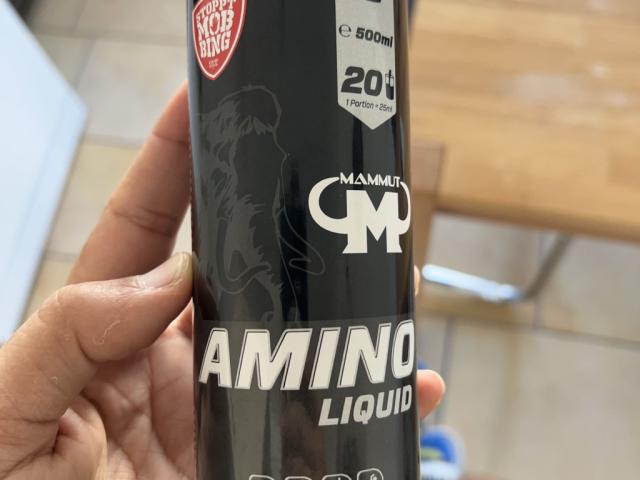 STOPPT
MOB
BING
℮ 500ml
20
1 Portion = 25ml
MAMMUT
M
AMINO
LIQUID